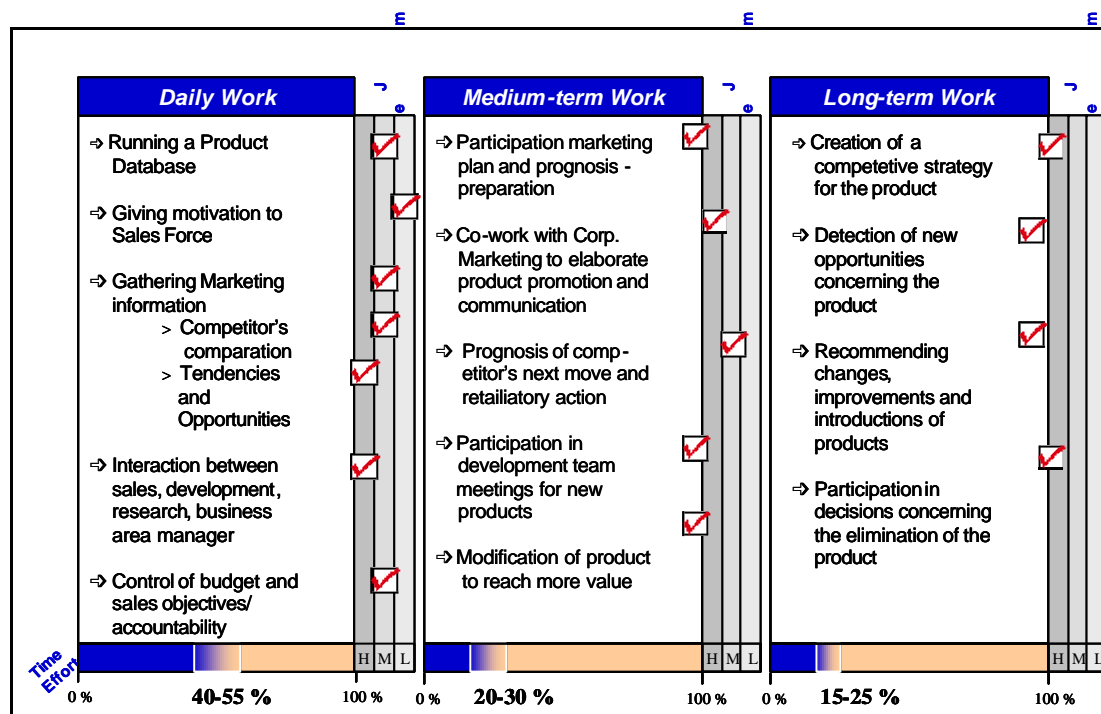 m
m
m
J
e
J
e
J
e
Daily Work
➩ Running a Product
Database
➩ Giving motivation to
Sales Force
➩ Gathering Marketing
information
> Competitor's
comparation
> Tendencies
and
Opportunities
➩ Interaction between
sales, development,
research, business
area manager
➩ Control of budget and
sales objectives/
accountability
H M L
Medium-term Work
➩ Participation marketing
plan and prognosis -
preparation
➩ Co-work with Corp.
Marketing to elaborate
product promotion and
communication
➩ Prognosis of comp-
etitor's next move and
retailiatory action
➩ Participation in
development team
meetings for new
products
➩ Modification of product
to reach more value
H M L
Long-term Work
➩ Creation of a
competetive strategy
for the product
➩ Detection of new
opportunities
concerning the
product
➩ Recommending
changes,
improvements and
introductions of
products
➩ Participation in
decisions concerning
the elimination of the
product
H M L
Time
Effort
0 % 40-55 % 100 %
0 % 20-30 % 100 %
0 % 15-25 % 100 %